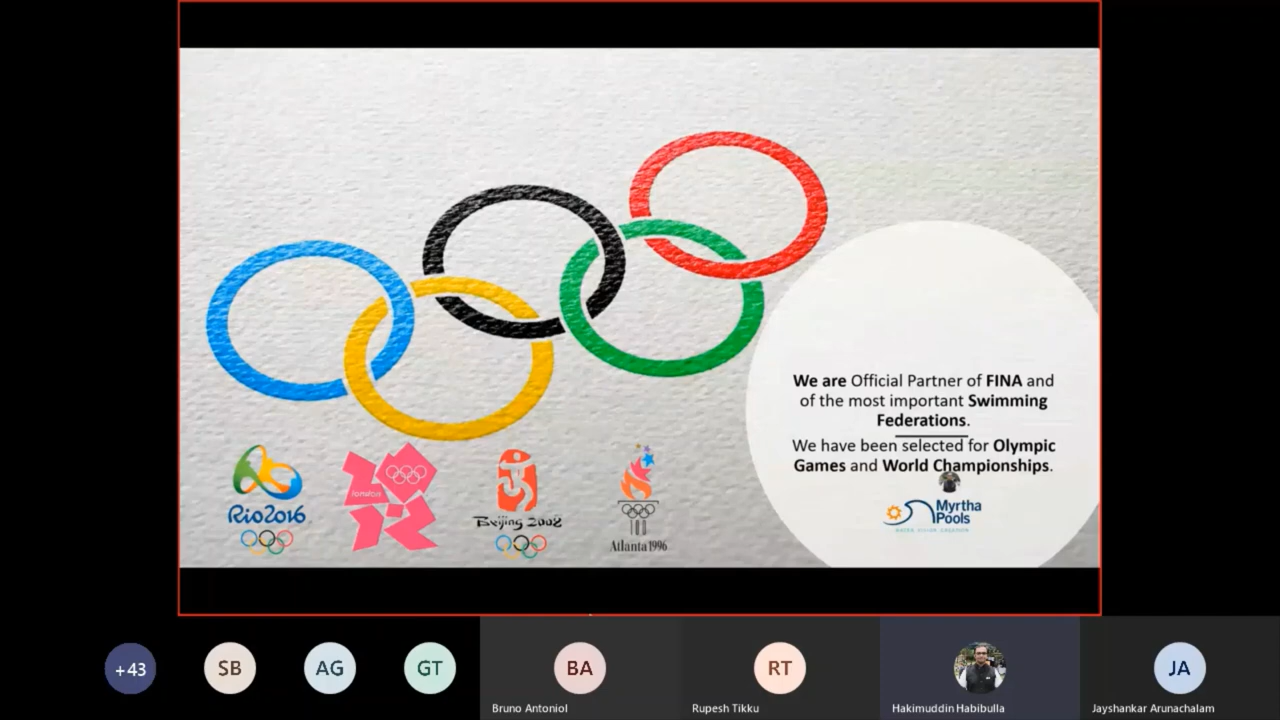 We are Official Partner of FINA and
of the most important Swimming
Federations.
We have been selected for Olympic
Games and World Championships.
Myrtha
Pools
Rio2016
london
Beijing 2008
Atlanta 1996
+43
SB
AG
GT
BA
RT
JA
Bruno Antoniol
Rupesh Tikku
Hakimuddin Habibulla
Jayshankar Arunachalam